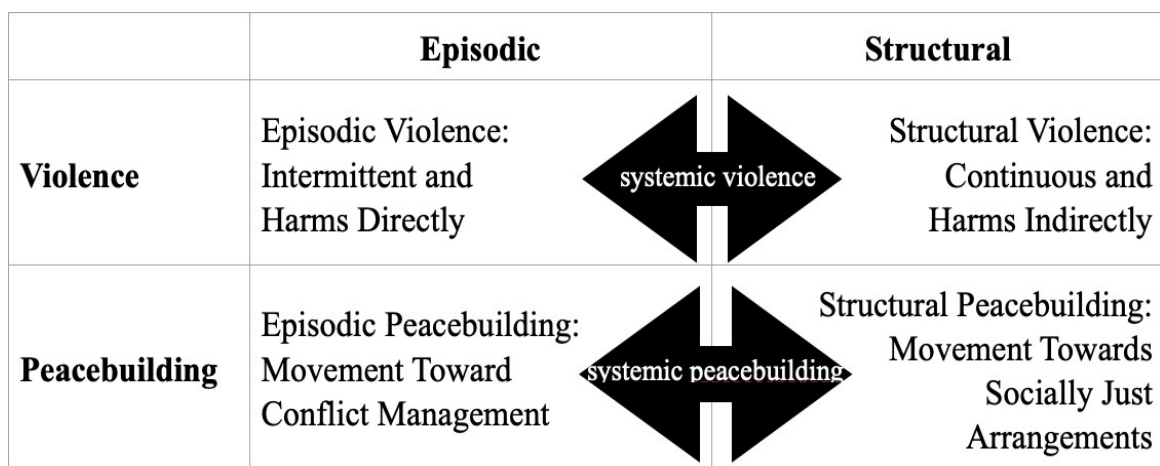 Episodic
Structural
Violence
Episodic Violence:
Intermittent and
Harms Directly
systemic violence
Structural Violence:
Continuous and
Harms Indirectly
Peacebuilding
Episodic Peacebuilding:
Movement Toward
Conflict Management
systemic peacebuilding
Structural Peacebuilding:
Movement Towards
Socially Just
Arrangements